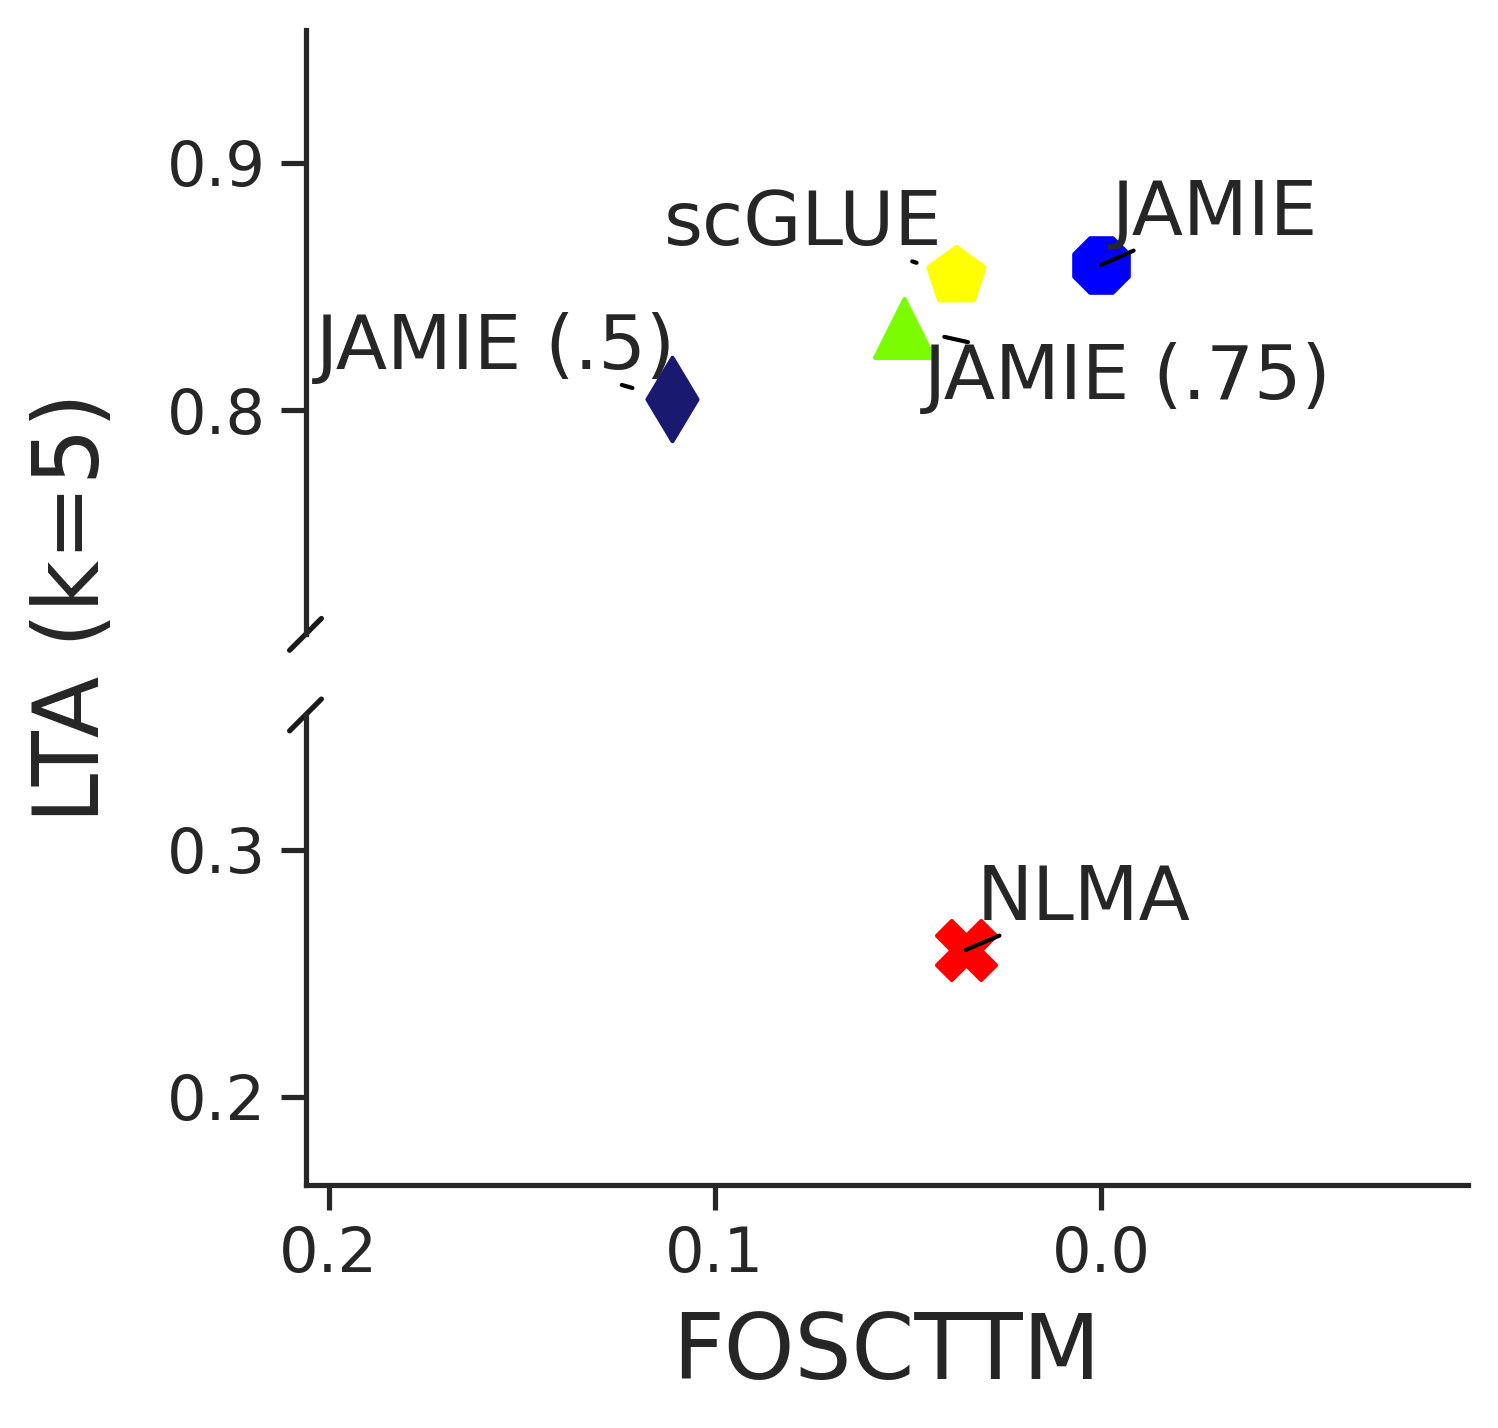 0.9
scGLUE
JAMIE
JAMIE (.5)
JAMIE (.75)
0.8
LTA (k=5)
0.3
NLMA
0.2
0.2
0.1
0.0
FOSCTTM